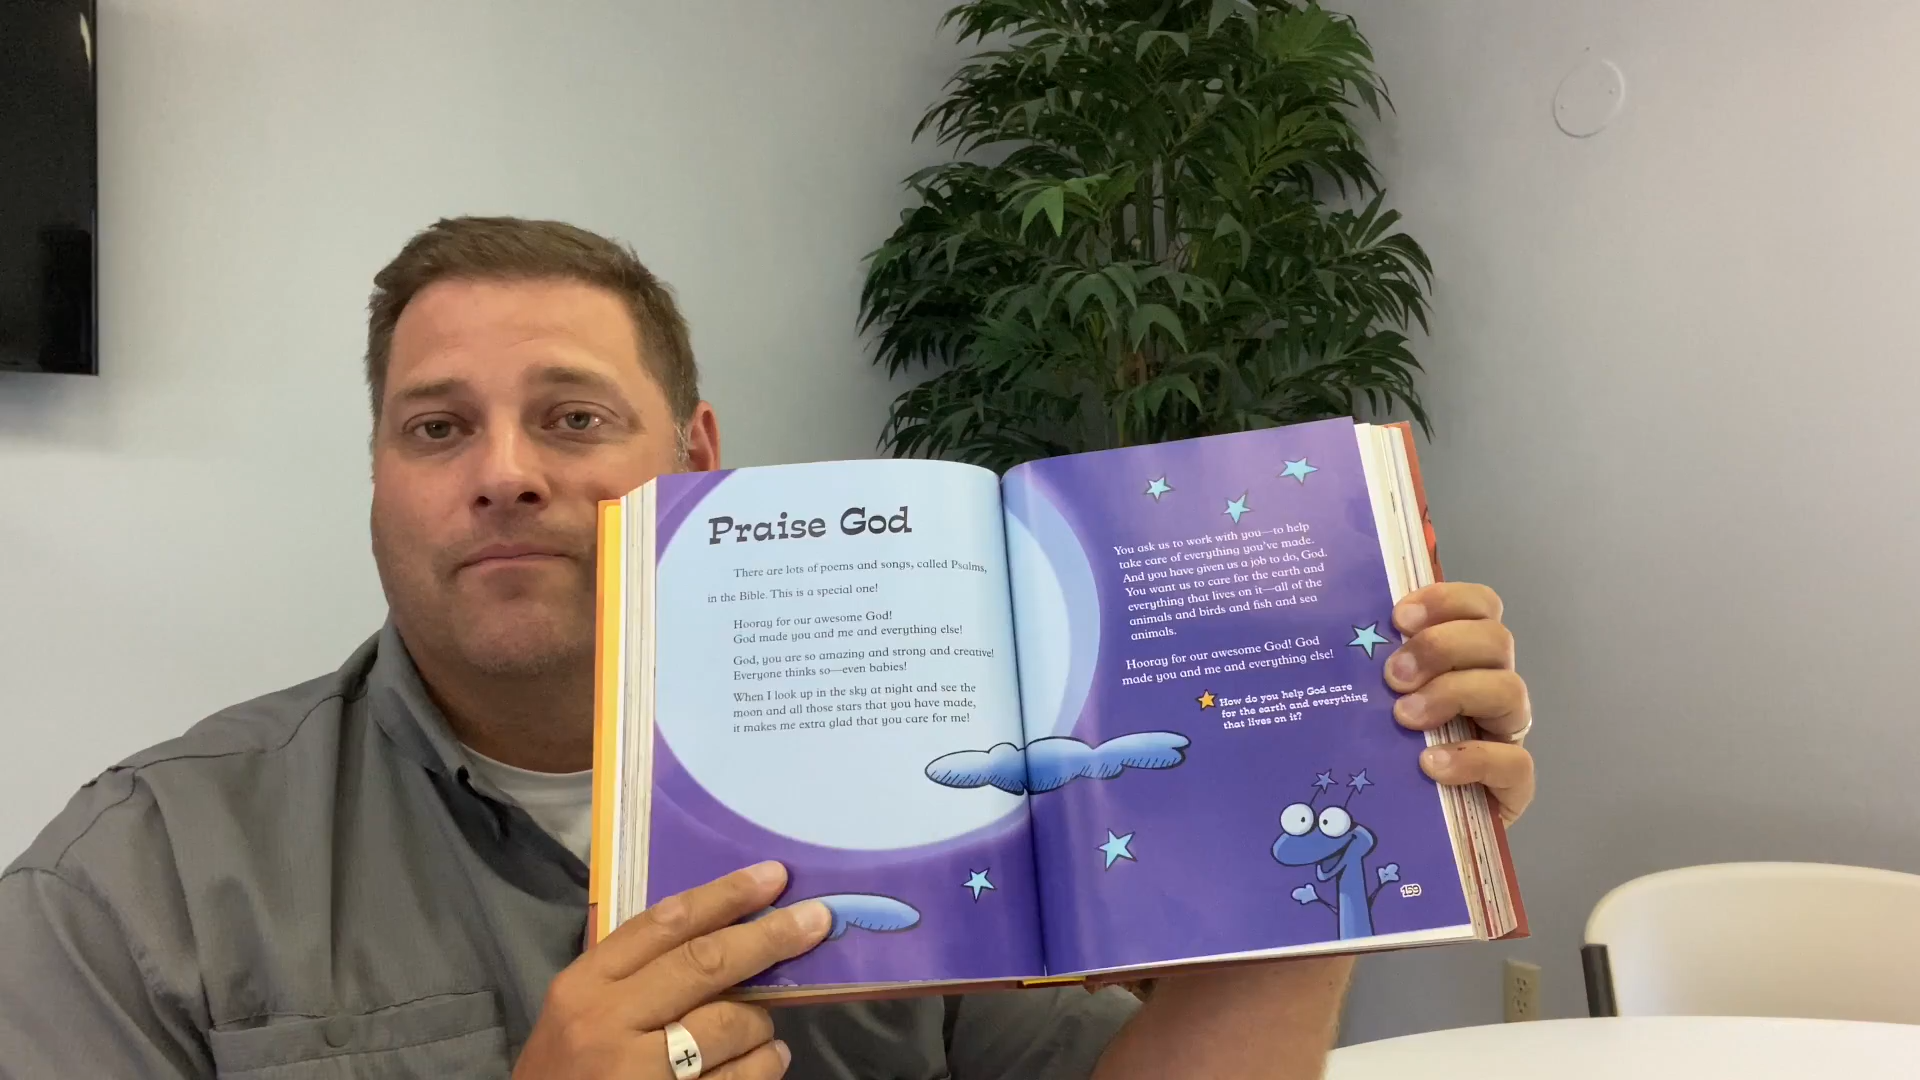 Praise God
There are lots of poems and songs, called Psalms,
in the Bible. This is a special one!
Hooray for our awesome God!
God made you and me and everything else!
God, you are so amazing and strong and creative!
Everyone thinks so—even babies!
When I look up in the sky at night and see the
moon and all those stars that you have made,
it makes me extra glad that you care for me!
You ask us to work with you—to help
take care of everything you've made.
And you have given us a job to do, God.
You want us to care for the earth and
everything that lives on it—all of the
animals and birds and fish and sea
animals.
Hooray for our awesome God! God
made you and me and everything else!
How do you help God care
for the earth and everything
that lives on it?
159